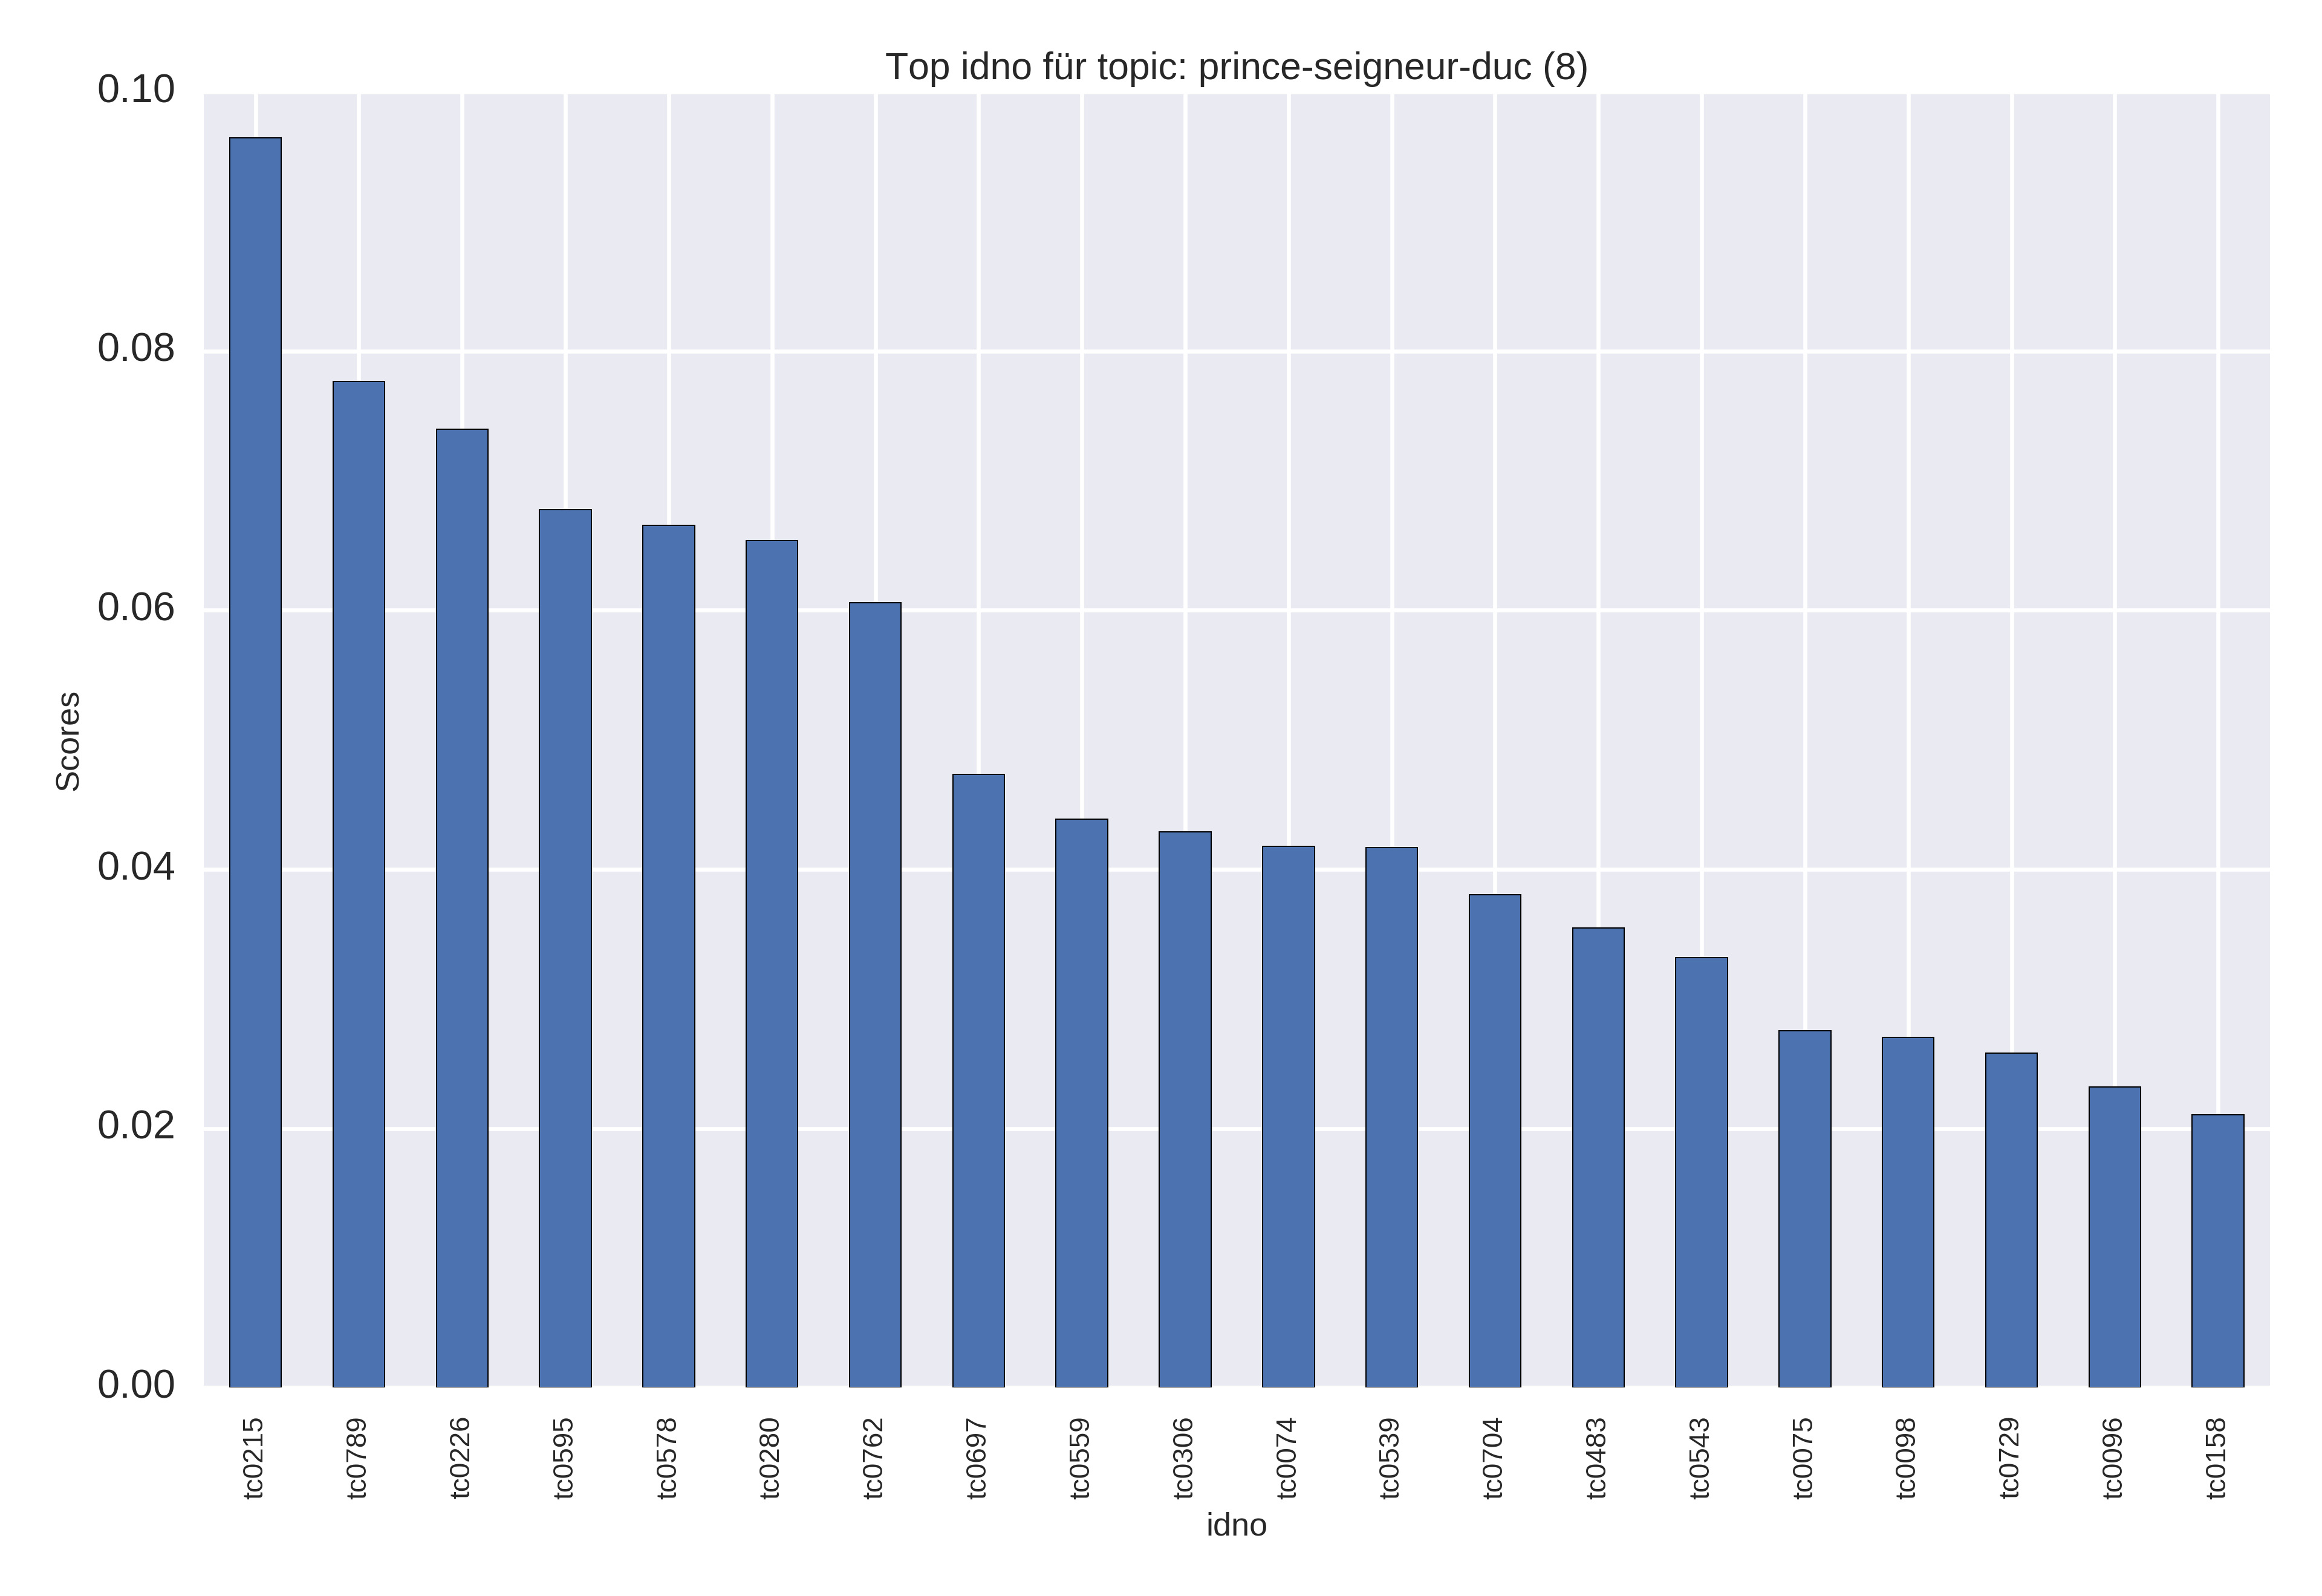 Top idno für topic: prince-seigneur-duc (8)
0.10
0.08
0.06
0.04
0.02
0.00
Scores
tc0215
tc0789
tc0226
tc0595
tc0578
tc0280
tc0762
tc0697
tc0559
tc0306
tc0074
tc0539
tc0704
tc0483
tc0543
tc0075
tc0098
tc0729
tc0096
tc0158
idno